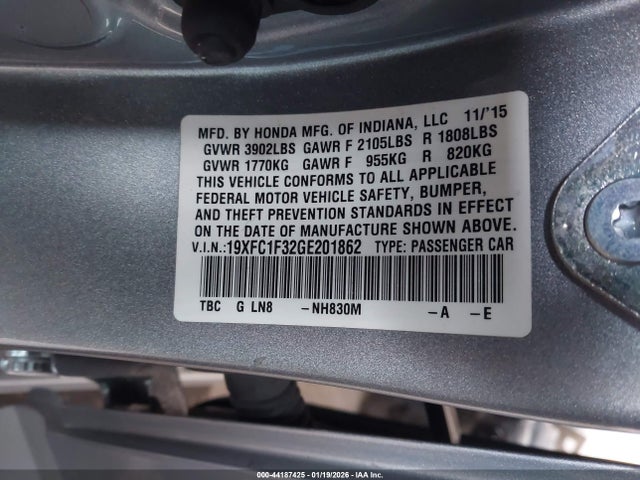 MFD. BY HONDA MFG. OF INDIANA, LLC 11/'15
GVWR 3902LBS GAWR F 2105LBS R 1808LBS
GVWR 1770KG GAWR F 955KG R 820KG
THIS VEHICLE CONFORMS TO ALL APPLICABLE
FEDERAL MOTOR VEHICLE SAFETY, BUMPER,
AND THEFT PREVENTION STANDARDS IN EFFECT
ON THE DATE OF MANUFACTURE SHOWN ABOVE.
V.I.N.:19XFC1F32GE201862 TYPE: PASSENGER CAR
TBC G LN8 -NH830M -A -E
000-44187425 - 01/19/2026 - IAA Inc.